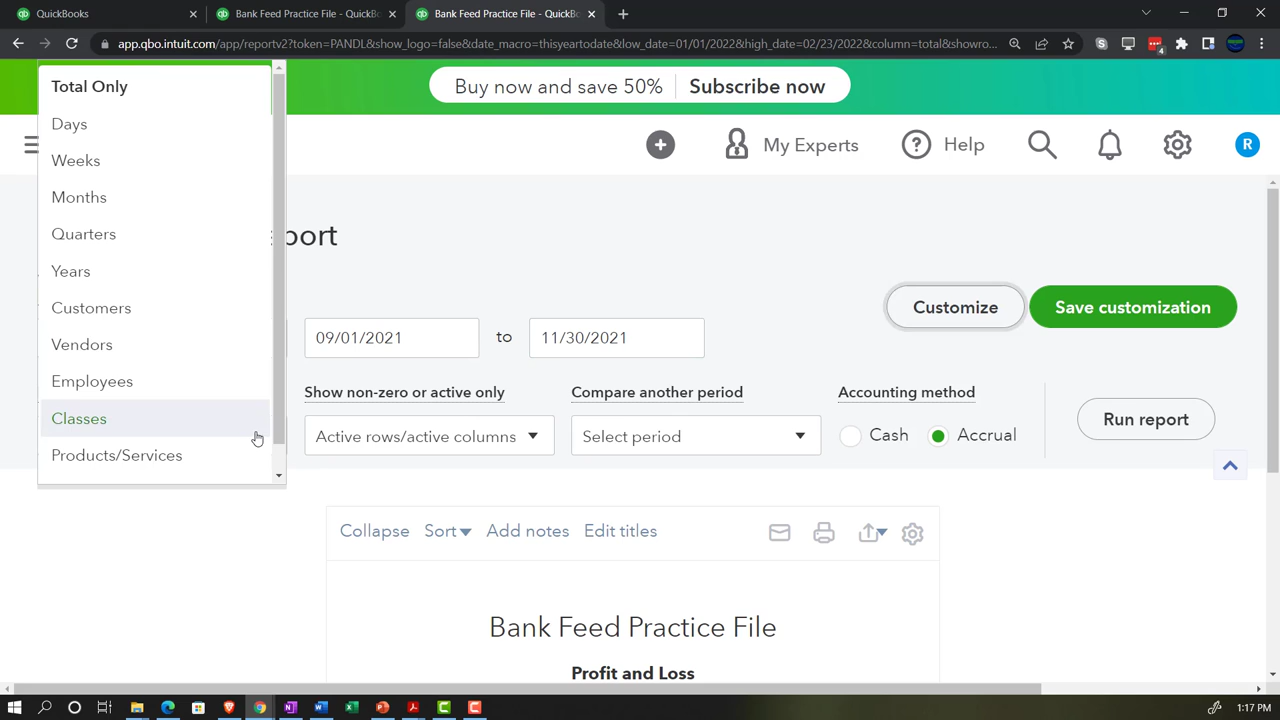 QuickBooks
Bank Feed Practice File - QuickBo
Bank Feed Practice File - QuickBo
app.qbo.intuit.com/app/reportv2?token=PANDL&show_logo=false&date_macro=thisyeartodate&low_date=01/01/2022&high_date=02/23/2022&column=total&showro...
4
Buy now and save 50% Subscribe now
My Experts
Help
R
Total Only
Days
Weeks
Months
Quarters
Years
Customers
Vendors
Employees
Classes
Products/Services
port
Customize
Save customization
09/01/2021 to 11/30/2021
Show non-zero or active only
Compare another period
Accounting method
Active rows/active columns
Select period
Cash
Accrual
Run report
Collapse Sort Add notes Edit titles
Bank Feed Practice File
Profit and Loss
1:17 PM